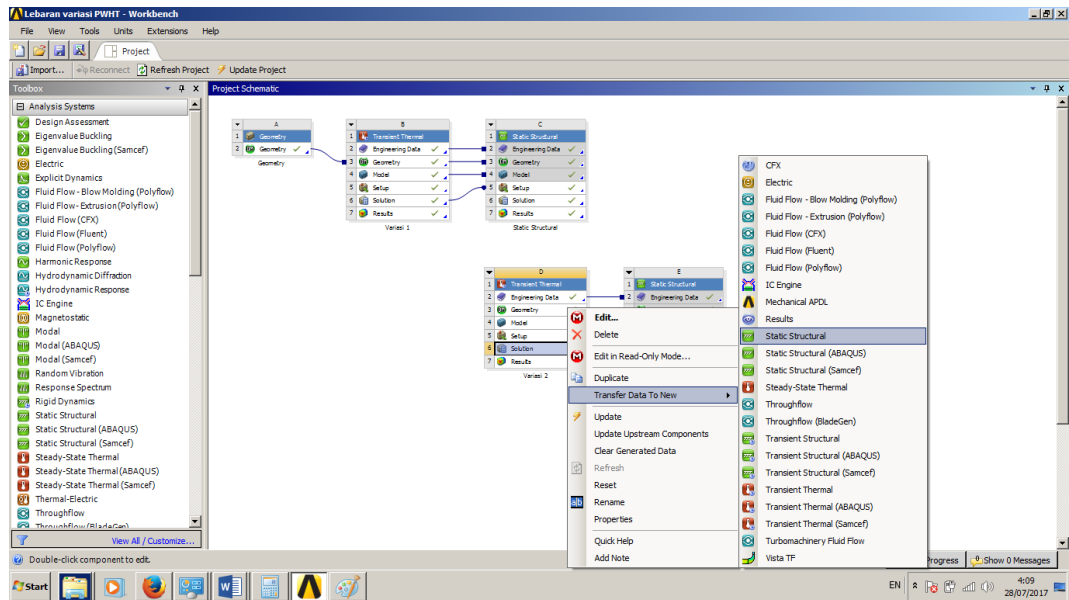 Lebaran variasi PWHT - Workbench
File View Tools Units Extensions Help
Project
Import... Reconnect Refresh Project Update Project
Toolbox
Project Schematic
Analysis Systems
Design Assessment
Eigenvalue Buckling
Eigenvalue Buckling (Samcef)
Electric
Explicit Dynamics
Fluid Flow - Blow Molding (Polyflow)
Fluid Flow- Extrusion (Polyflow)
Fluid Flow (CFX)
Fluid Flow (Fluent)
Fluid Flow (Polyflow)
Harmonic Response
Hydrodynamic Diffraction
Hydrodynamic Response
IC Engine
Magnetostatic
Modal
Modal (ABAQUS)
Modal (Samcef)
Random Vibration
Response Spectrum
Rigid Dynamics
Static Structural
Static Structural (ABAQUS)
Static Structural (Samcef)
Steady-State Thermal
Steady-State Thermal (ABAQUS)
Steady-State Thermal (Samcef)
Thermal-Electric
Throughflow
Throughflow (BladeGen)
View All / Customize...
A
1 Geometry
2 Geometry
Geometry
B
1 Transient Thermal
2 Engineering Data
3 Geometry
4 Model
5 Setup
6 Solution
7 Results
Variasi 1
C
1 Static Structural
2 Engineering Data
3 Geometry
4 Model
5 Setup
6 Solution
7 Results
Static Structural
D
1 Transient Thermal
2 Engineering Data
3 Geometry
4 Model
5 Setup
6 Solution
7 Results
Variasi 2
E
1 Static Structural
2 Engineering Data
Edit...
Delete
Edit in Read-Only Mode...
Duplicate
Transfer Data To New
Update
Update Upstream Components
Clear Generated Data
Refresh
Reset
Rename
Properties
Quick Help
Add Note
CFX
Electric
Fluid Flow - Blow Molding (Polyflow)
Fluid Flow - Extrusion (Polyflow)
Fluid Flow (CFX)
Fluid Flow (Fluent)
Fluid Flow (Polyflow)
IC Engine
Mechanical APDL
Results
Static Structural
Static Structural (ABAQUS)
Static Structural (Samcef)
Steady-State Thermal
Throughflow
Throughflow (BladeGen)
Transient Structural
Transient Structural (ABAQUS)
Transient Structural (Samcef)
Transient Thermal
Transient Thermal (ABAQUS)
Transient Thermal (Samcef)
Turbomachinery Fluid Flow
Vista TF
Double-click component to edit.
Progress Show 0 Messages
Start
EN
4:09
28/07/2017